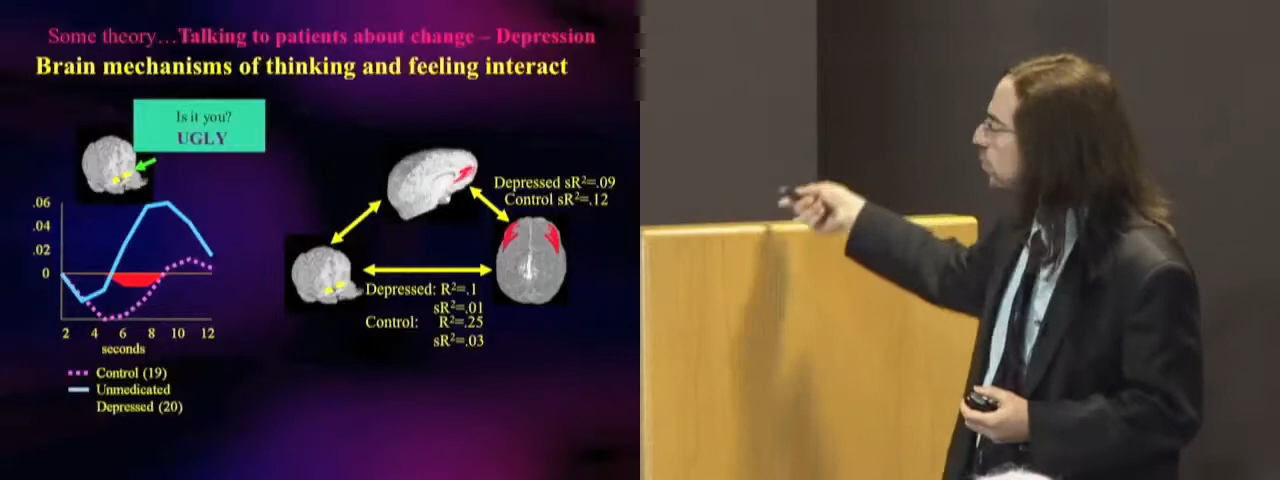 Some theory…Talking to patients about change – Depression
Brain mechanisms of thinking and feeling interact
Is it you?
UGLY
Depressed sR²=.09
Control sR²=.12
.06
.04
.02
0
2 4 6 8 10 12
seconds
Depressed: R²=.1
sR²=.01
Control: R²=.25
sR²=.03
Control (19)
Unmedicated
Depressed (20)